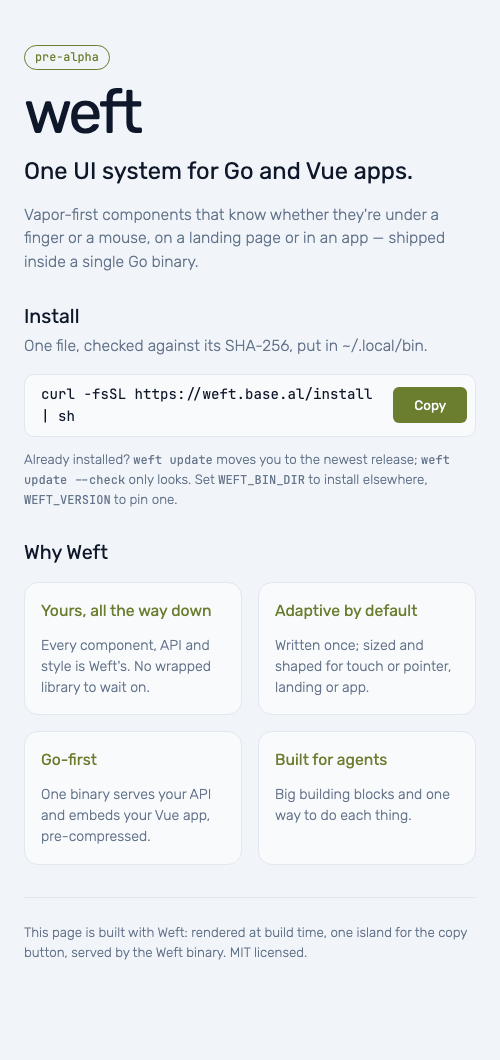 pre-alpha
weft
One UI system for Go and Vue apps.
Vapor-first components that know whether they're under a
finger or a mouse, on a landing page or in an app — shipped
inside a single Go binary.
Install
One file, checked against its SHA-256, put in ~/.local/bin.
curl -fsSL https://weft.base.al/install
| sh
Copy
Already installed? weft update moves you to the newest release; weft
update --check only looks. Set WEFT_BIN_DIR to install elsewhere,
WEFT_VERSION to pin one.
Why Weft
Yours, all the way down
Every component, API and
style is Weft's. No wrapped
library to wait on.
Adaptive by default
Written once; sized and
shaped for touch or pointer,
landing or app.
Go-first
One binary serves your API
and embeds your Vue app,
pre-compressed.
Built for agents
Big building blocks and one
way to do each thing.
This page is built with Weft: rendered at build time, one island for the copy
button, served by the Weft binary. MIT licensed.